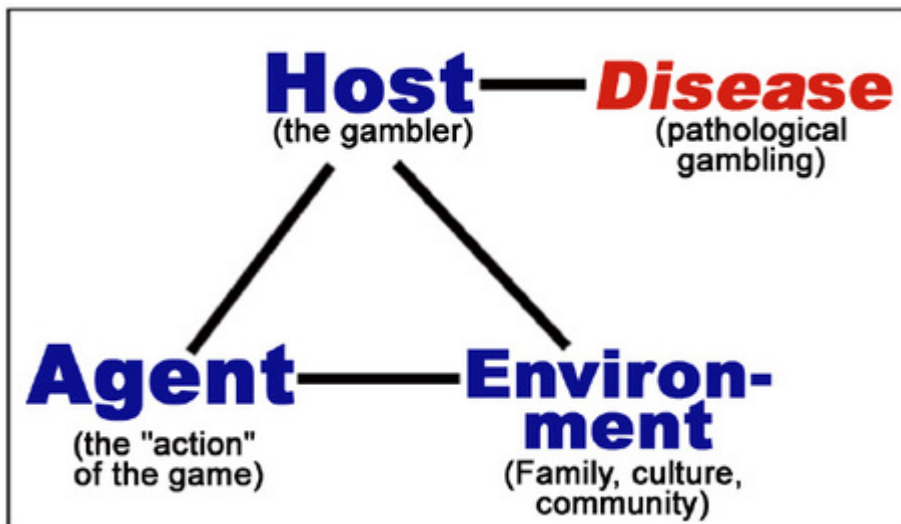 Host
(the gambler)
Disease
(pathological
gambling)
Agent
(the "action"
of the game)
Environ-
ment
(Family, culture,
community)